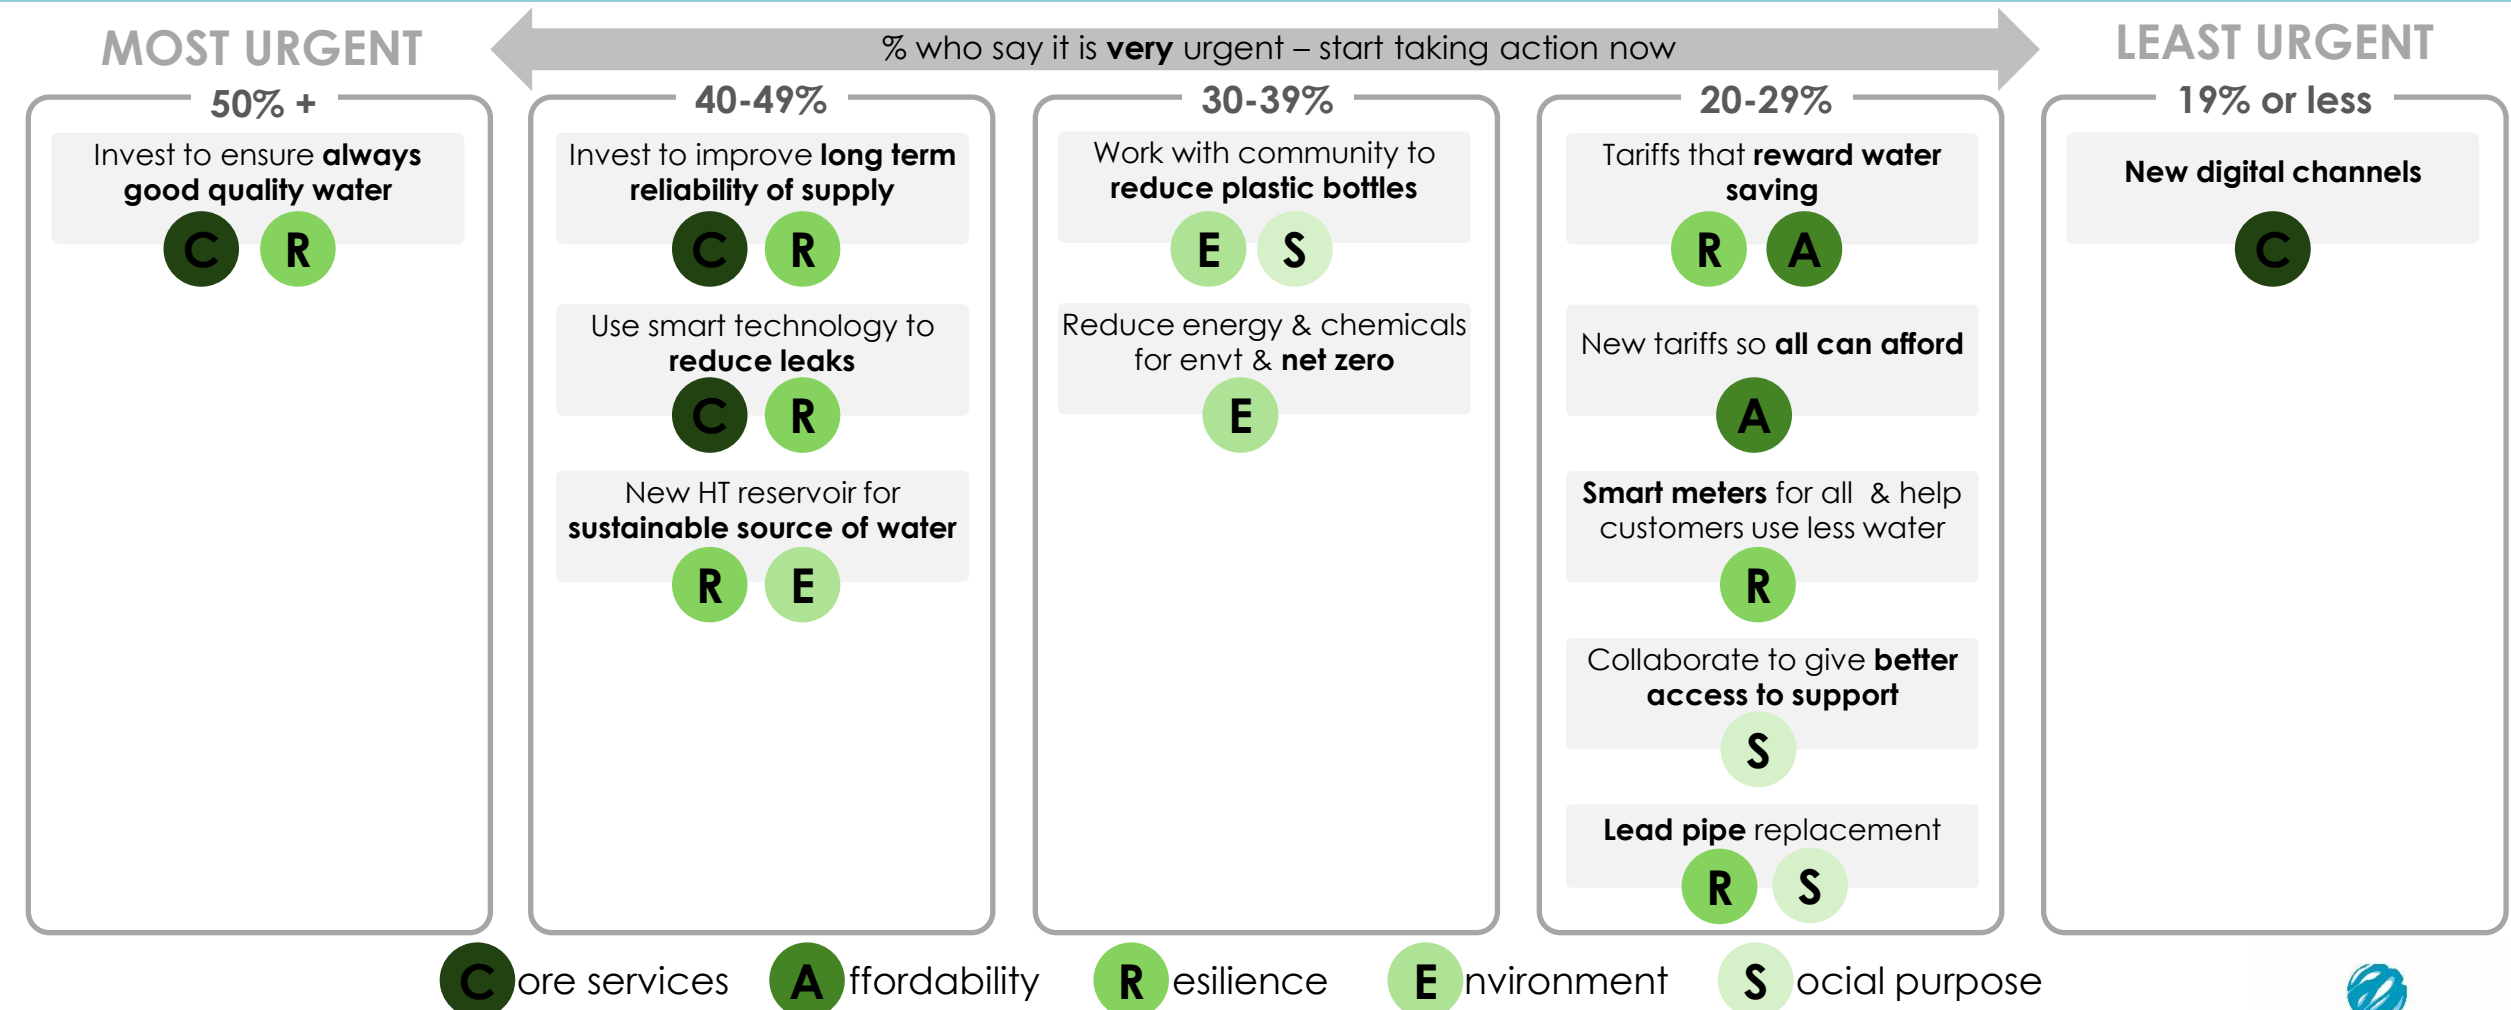 MOST URGENT
% who say it is very urgent – start taking action now
LEAST URGENT
50% +
Invest to ensure always
good quality water
C R
40-49%
Invest to improve long term
reliability of supply
C R
Use smart technology to
reduce leaks
C R
New HT reservoir for
sustainable source of water
R E
30-39%
Work with community to
reduce plastic bottles
E S
Reduce energy & chemicals
for envt & net zero
E
20-29%
Tariffs that reward water
saving
R A
New tariffs so all can afford
A
Smart meters for all & help
customers use less water
R
Collaborate to give better
access to support
S
Lead pipe replacement
R S
19% or less
New digital channels
C
Core services Affordability Resilience Environment Social purpose